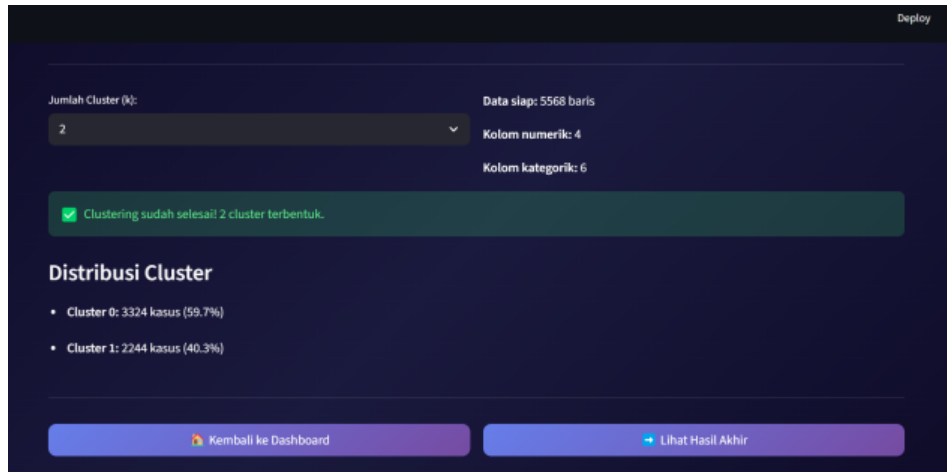 Deploy
Jumlah Cluster (k):
2
Data siap: 5568 baris
Kolom numerik: 4
Kolom kategorik: 6
Clustering sudah selesai! 2 cluster terbentuk.
Distribusi Cluster
Cluster 0: 3324 kasus (59.7%)
Cluster 1: 2244 kasus (40.3%)
Kembali ke Dashboard
Lihat Hasil Akhir